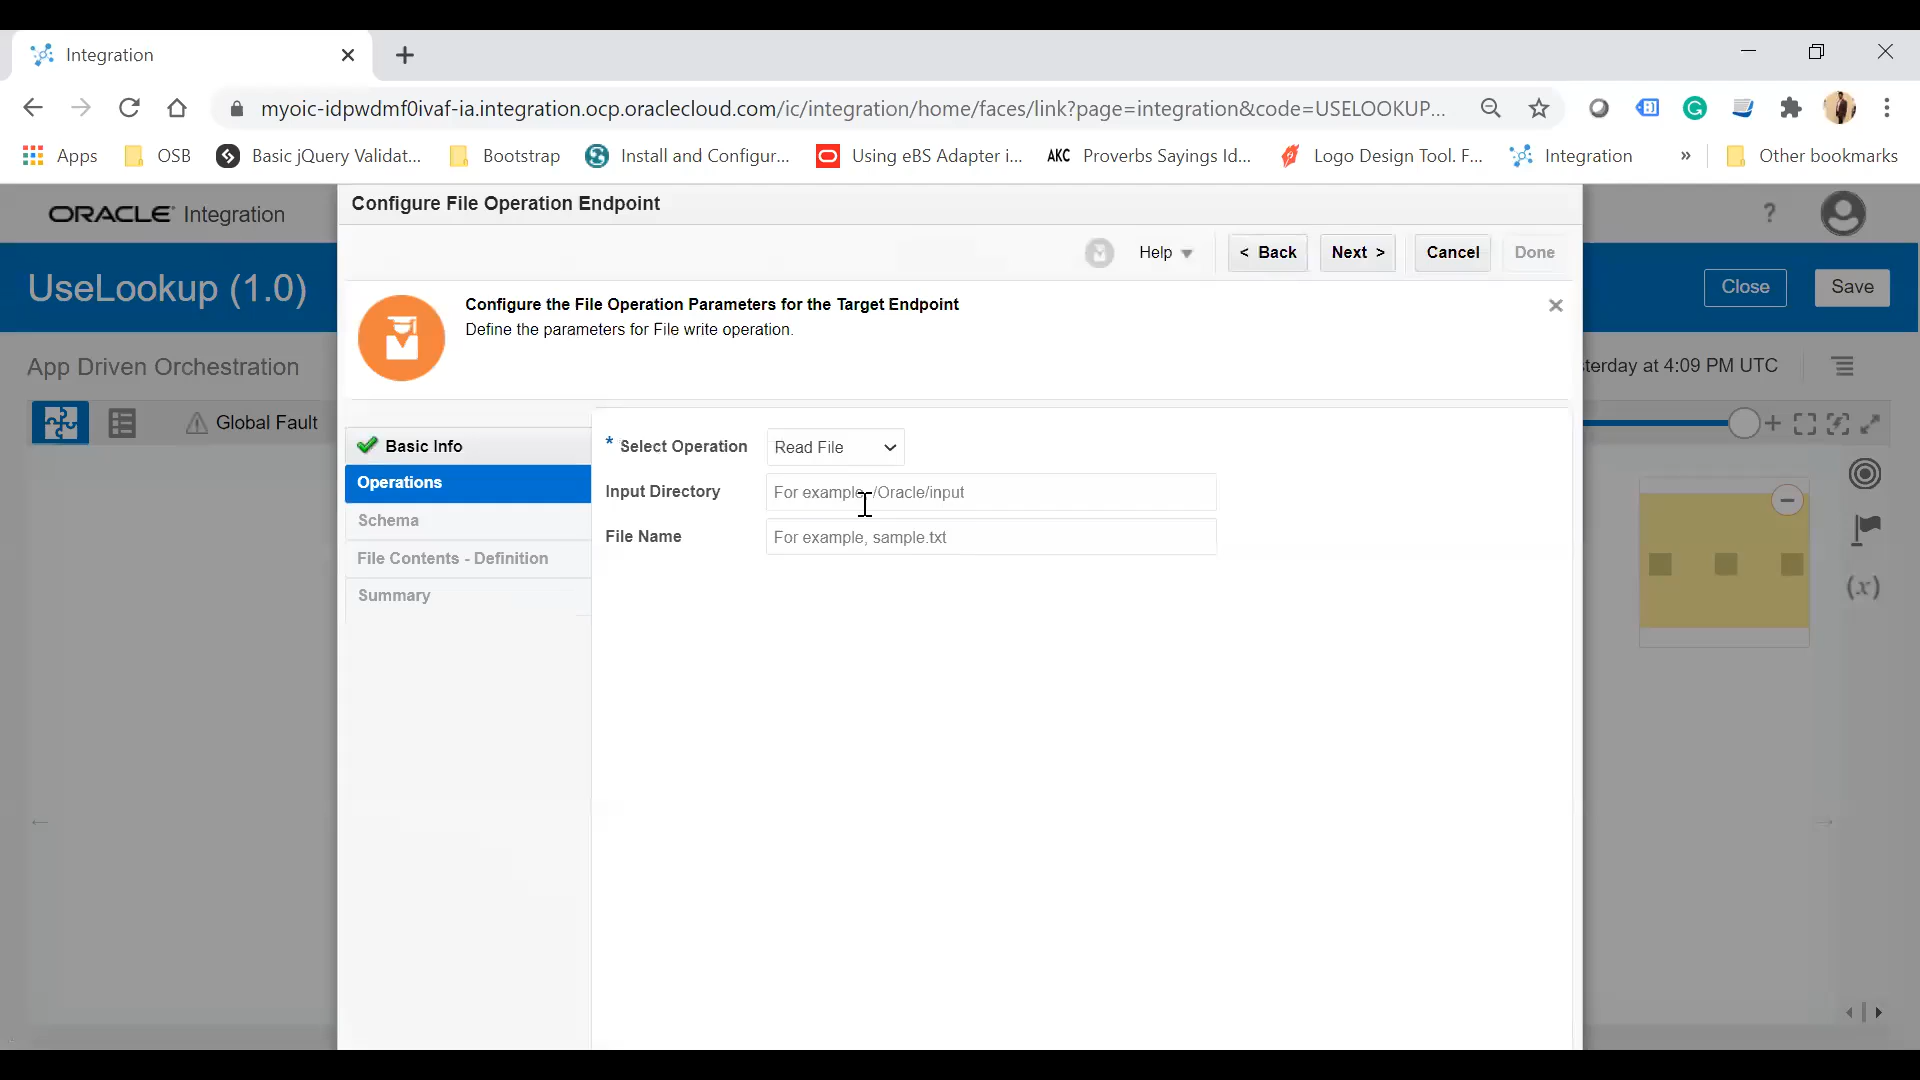 Integration
myoic-idpwdmf0ivaf-ia.integration.ocp.oraclecloud.com/ic/integration/home/faces/link?page=integration&code=USELOOKUP...
Apps OSB Basic jQuery Validat... Bootstrap Install and Configur... Using eBS Adapter i... AKC Proverbs Sayings Id... Logo Design Tool. F... Integration » Other bookmarks
ORACLE Integration ?
Configure File Operation Endpoint
Help < Back Next > Cancel Done
UseLookup (1.0) Close Save
Configure the File Operation Parameters for the Target Endpoint
Define the parameters for File write operation.
App Driven Orchestration terday at 4:09 PM UTC
Global Fault
Basic Info
* Select Operation Read File
Operations
Input Directory For example, /Oracle/input
Schema
File Name For example, sample.txt
File Contents - Definition
Summary
(x)